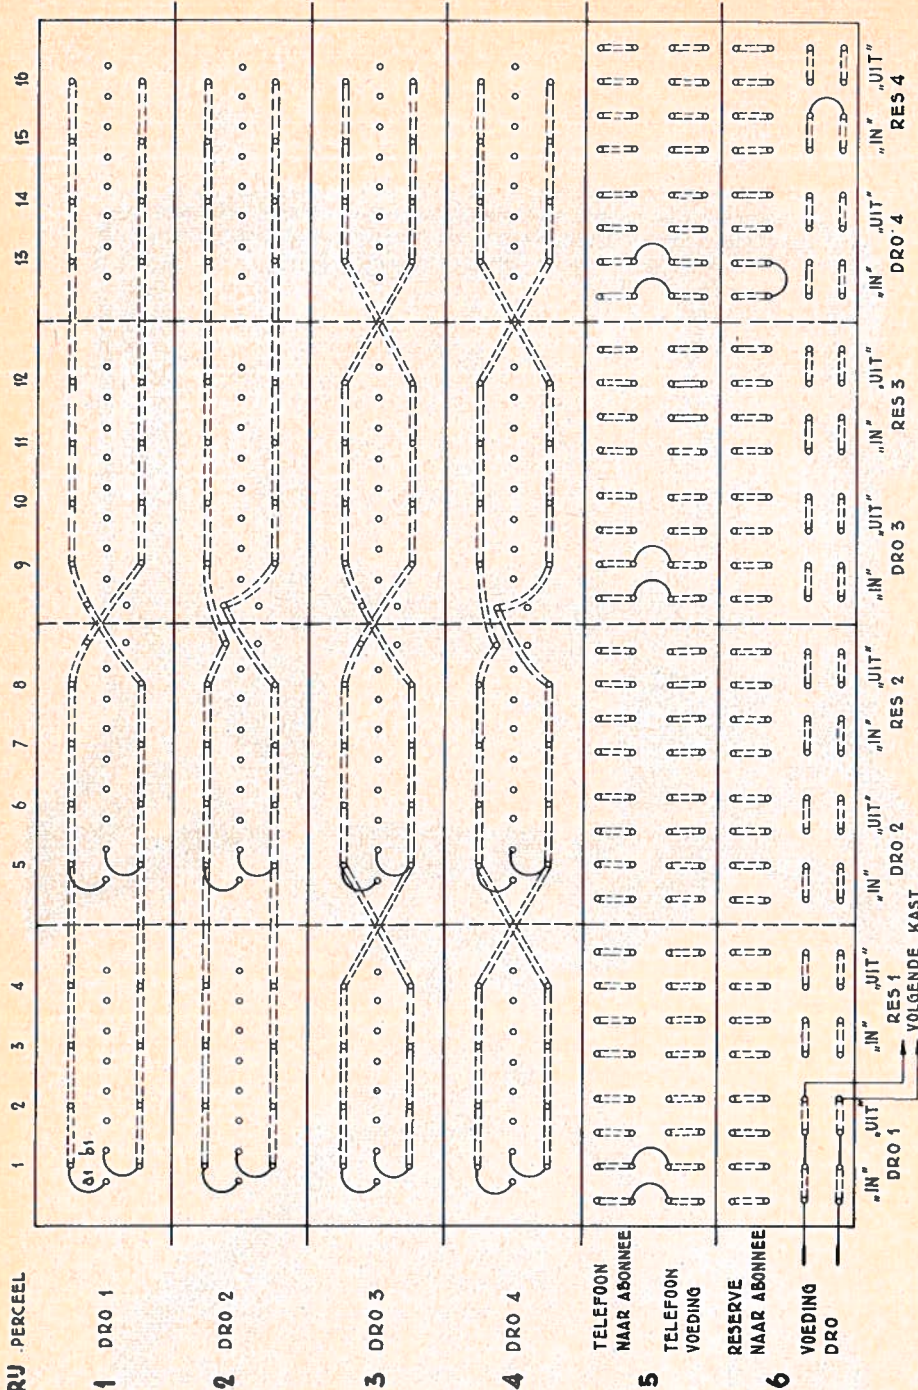 RIJ PERCEEL 1 2 3 4 5 6 7 8 9 10 11 12 13 14 15 16
1 DRO 1
a1 b1
2 DRO 2
3 DRO 3
4 DRO 4
5
TELEFOON
NAAR ABONNEE
TELEFOON
VOEDING
6
RESERVE
NAAR ABONNEE
VOEDING
DRO
„IN" „UIT" „IN" „UIT" „IN" „UIT" „IN" „UIT" „IN" „UIT" „IN" „UIT" „IN" „UIT" „IN" „UIT"
DRO 1 RES 1 DRO 2 RES 2 DRO 3 RES 3 DRO 4 RES 4
VOLGENDE KAST